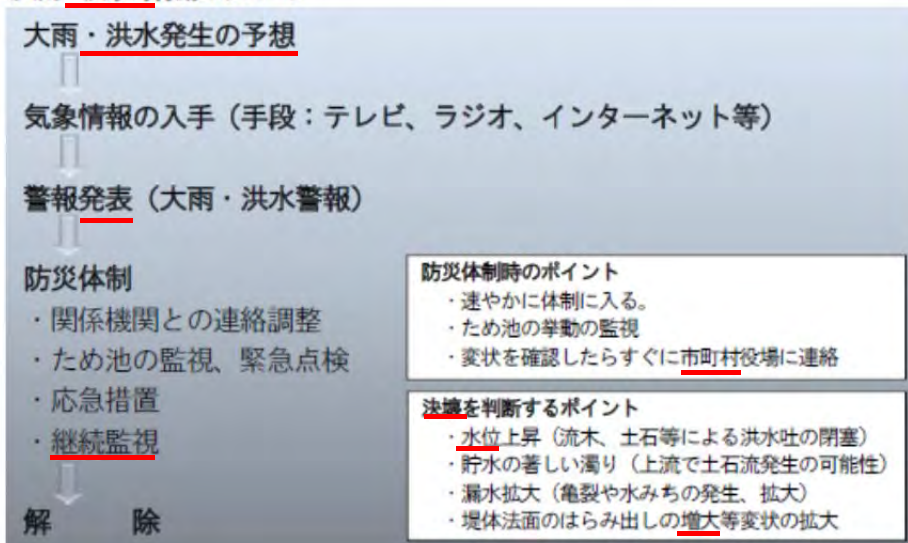 大雨・洪水発生の予想
気象情報の入手（手段：テレビ、ラジオ、インターネット等）
警報発表（大雨・洪水警報）
防災体制
・関係機関との連絡調整
・ため池の監視、緊急点検
・応急措置
・継続監視
解　除
防災体制時のポイント
・速やかに体制に入る。
・ため池の挙動の監視
・変状を確認したらすぐに市町村役場に連絡
決壊を判断するポイント
・水位上昇（流木、土石等による洪水吐の閉塞）
・貯水の著しい濁り（上流で土石流発生の可能性）
・漏水拡大（亀裂や水みちの発生、拡大）
・堤体法面のはらみ出しの増大等変状の拡大